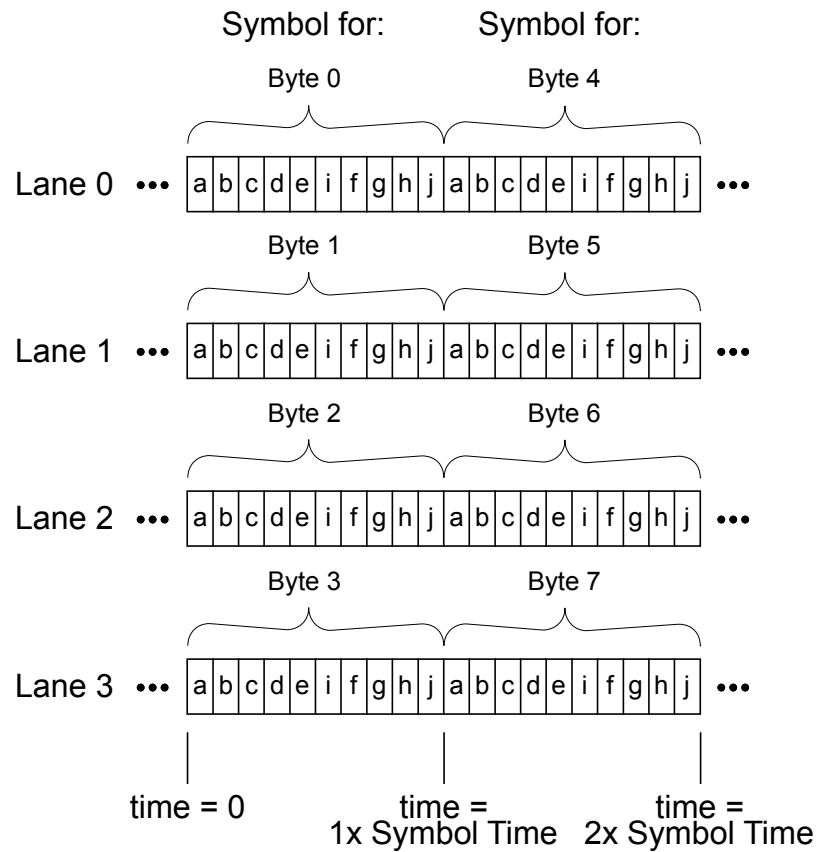 Symbol for: Symbol for:
Byte 0 Byte 4
Lane 0 ••• a b c d e i f g h j a b c d e i f g h j •••
Byte 1 Byte 5
Lane 1 ••• a b c d e i f g h j a b c d e i f g h j •••
Byte 2 Byte 6
Lane 2 ••• a b c d e i f g h j a b c d e i f g h j •••
Byte 3 Byte 7
Lane 3 ••• a b c d e i f g h j a b c d e i f g h j •••
time = 0 time = time =
1x Symbol Time 2x Symbol Time